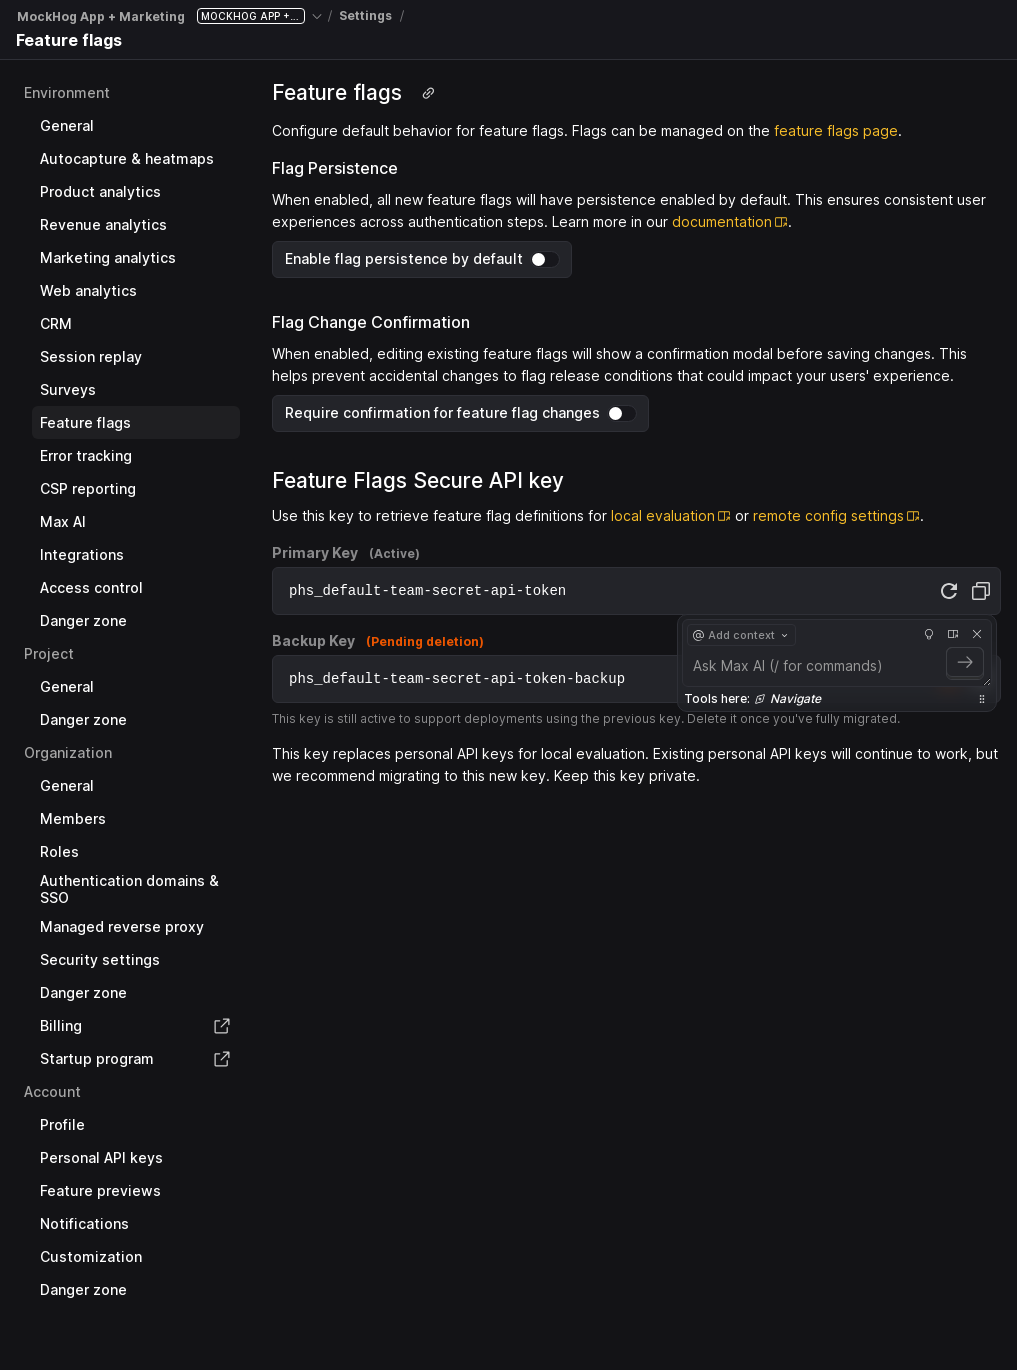 MockHog App + Marketing MOCKHOG APP +... / Settings /
Feature flags
Environment
General
Autocapture & heatmaps
Product analytics
Revenue analytics
Marketing analytics
Web analytics
CRM
Session replay
Surveys
Feature flags
Error tracking
CSP reporting
Max AI
Integrations
Access control
Danger zone
Project
General
Danger zone
Organization
General
Members
Roles
Authentication domains &
SSO
Managed reverse proxy
Security settings
Danger zone
Billing
Startup program
Account
Profile
Personal API keys
Feature previews
Notifications
Customization
Danger zone
Feature flags
Configure default behavior for feature flags. Flags can be managed on the feature flags page.
Flag Persistence
When enabled, all new feature flags will have persistence enabled by default. This ensures consistent user
experiences across authentication steps. Learn more in our documentation.
Enable flag persistence by default
Flag Change Confirmation
When enabled, editing existing feature flags will show a confirmation modal before saving changes. This
helps prevent accidental changes to flag release conditions that could impact your users' experience.
Require confirmation for feature flag changes
Feature Flags Secure API key
Use this key to retrieve feature flag definitions for local evaluation or remote config settings.
Primary Key (Active)
phs_default-team-secret-api-token
Backup Key (Pending deletion)
phs_default-team-secret-api-token-backup
@ Add context
Ask Max AI (/ for commands)
Tools here: Navigate
This key is still active to support deployments using the previous key. Delete it once you've fully migrated.
This key replaces personal API keys for local evaluation. Existing personal API keys will continue to work, but
we recommend migrating to this new key. Keep this key private.